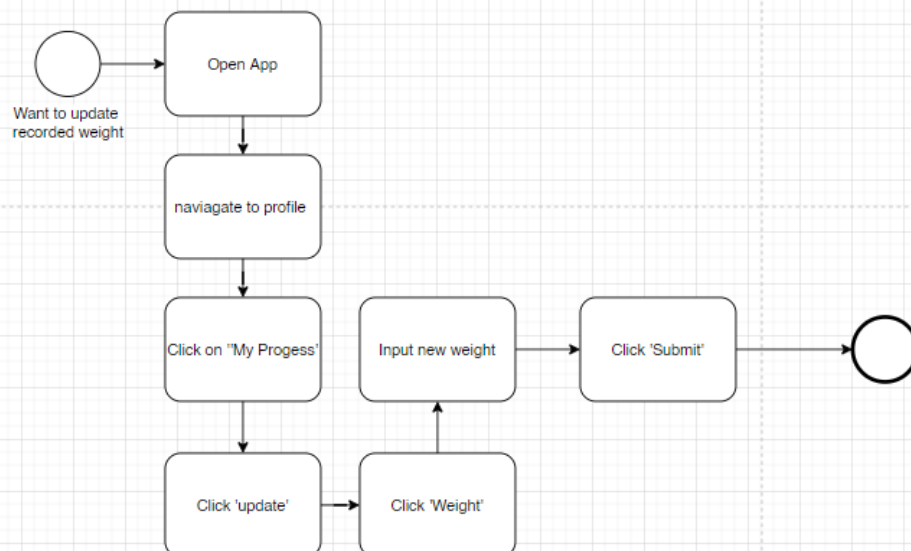 Open App
Want to update
recorded weight
naviagate to profile
Click on "My Progess'
Input new weight
Click 'Submit'
Click 'update'
Click 'Weight'